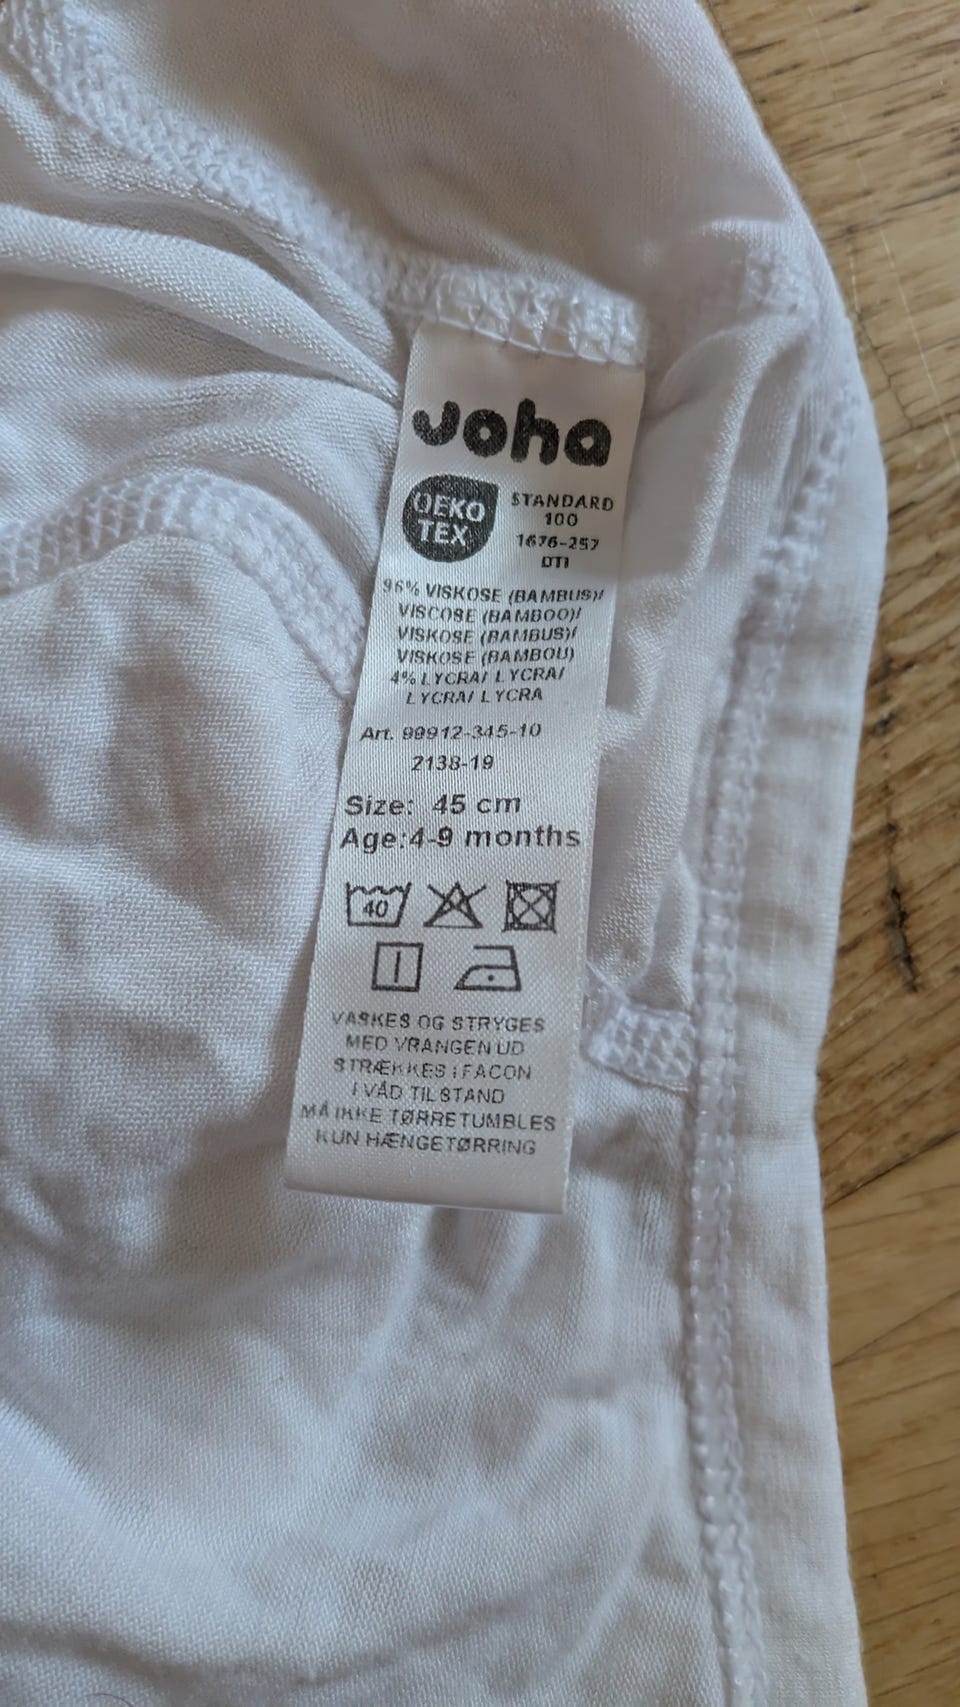 Joha
OEKO
TEX
STANDARD
100
1676-257
DTI
96% VISKOSE (BAMBUS)/
VISCOSE (BAMBOO)/
VISKOSE (BAMBUS)/
VISKOSE (BAMBOU)
4% LYCRA/ LYCRA/
LYCRA/ LYCRA
Art. 99912-345-10
2138-19
Size: 45 cm
Age:4-9 months
40
VASKES OG STRYGES
MED VRANGEN UD
STRÆKKES I FACON
I VÅD TILSTAND
MÅ IKKE TØRRETUMBLES
KUN HÆNGETØRRING